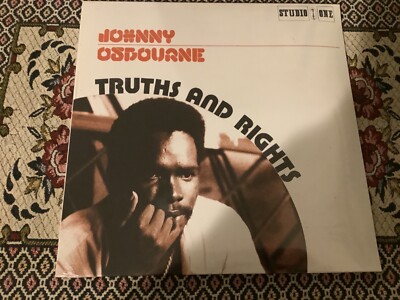 JOHNNY
OSBOURNE
STUDIO ONE
TRUTHS AND RIGHTS